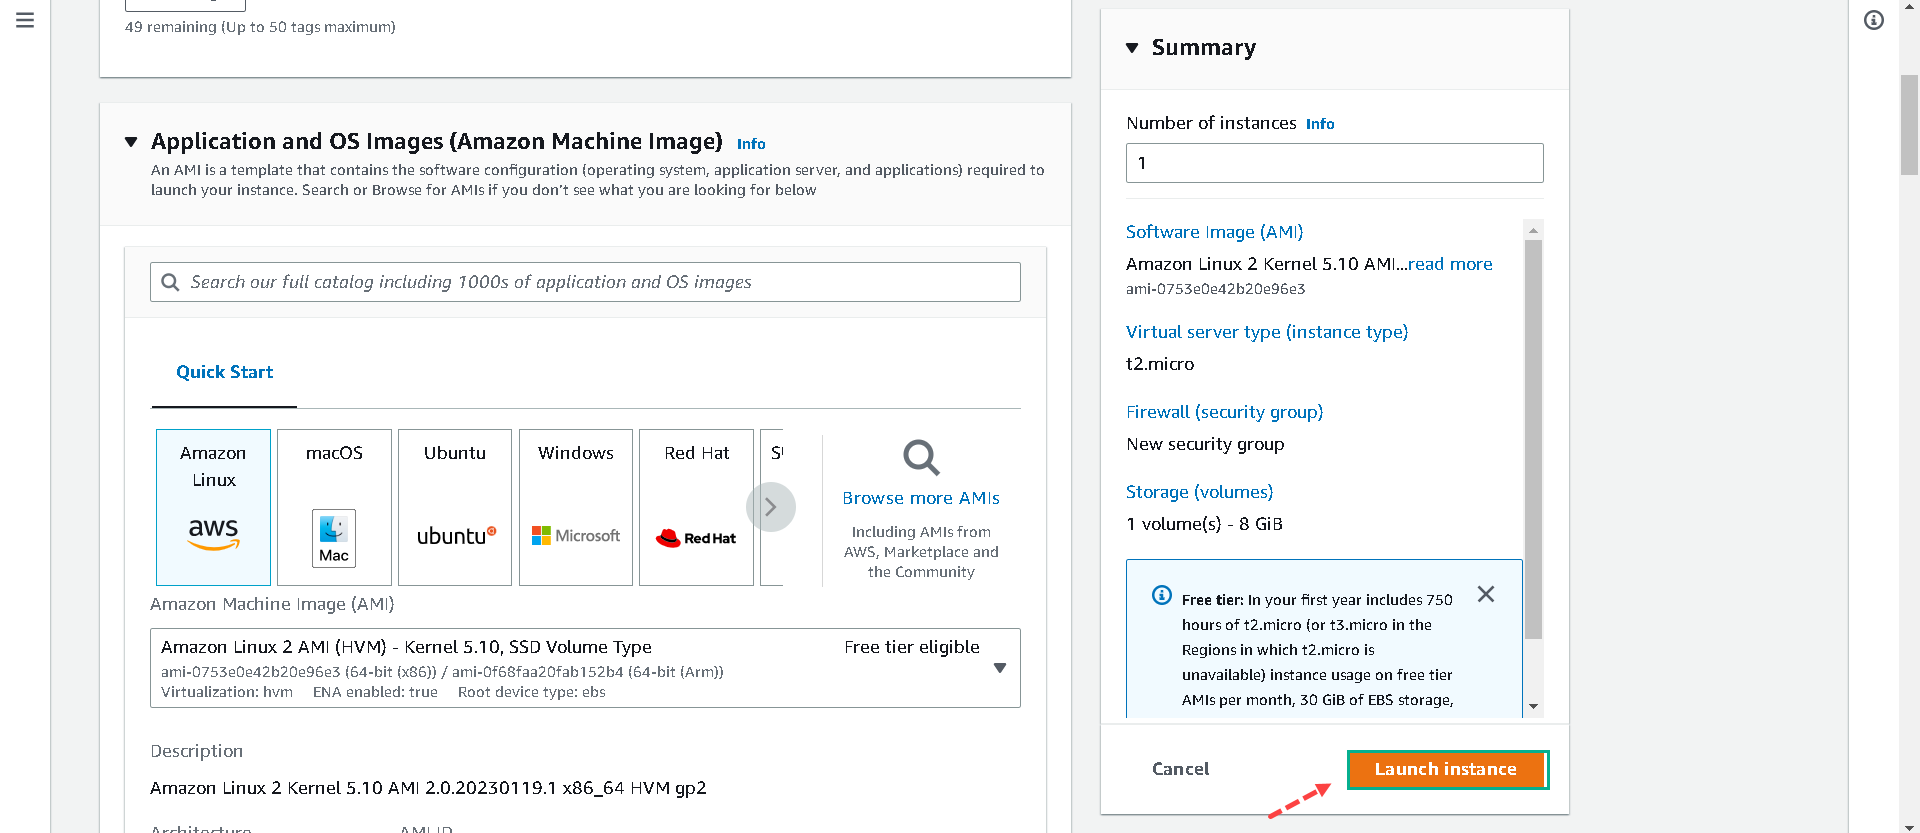 49 remaining (Up to 50 tags maximum)
Application and OS Images (Amazon Machine Image) Info
An AMI is a template that contains the software configuration (operating system, application server, and applications) required to
launch your instance. Search or Browse for AMIs if you don't see what you are looking for below
Search our full catalog including 1000s of application and OS images
Quick Start
Amazon
Linux
aws
macOS
Mac
Ubuntu
ubuntu
Windows
Microsoft
Red Hat
Red Hat
Browse more AMIs
Including AMIs from
AWS, Marketplace and
the Community
Amazon Machine Image (AMI)
Amazon Linux 2 AMI (HVM) - Kernel 5.10, SSD Volume Type
Free tier eligible
ami-0753e0e42b20e96e3 (64-bit (x86)) / ami-0f68faa20fab152b4 (64-bit (Arm))
Virtualization: hvm ENA enabled: true Root device type: ebs
Description
Amazon Linux 2 Kernel 5.10 AMI 2.0.20230119.1 x86_64 HVM gp2
Architecture AMI ID
Summary
Number of instances Info
1
Software Image (AMI)
Amazon Linux 2 Kernel 5.10 AMI...read more
ami-0753e0e42b20e96e3
Virtual server type (instance type)
t2.micro
Firewall (security group)
New security group
Storage (volumes)
1 volume(s) - 8 GiB
Free tier: In your first year includes 750
hours of t2.micro (or t3.micro in the
Regions in which t2.micro is
unavailable) instance usage on free tier
AMIs per month, 30 GiB of EBS storage,
Cancel
Launch instance